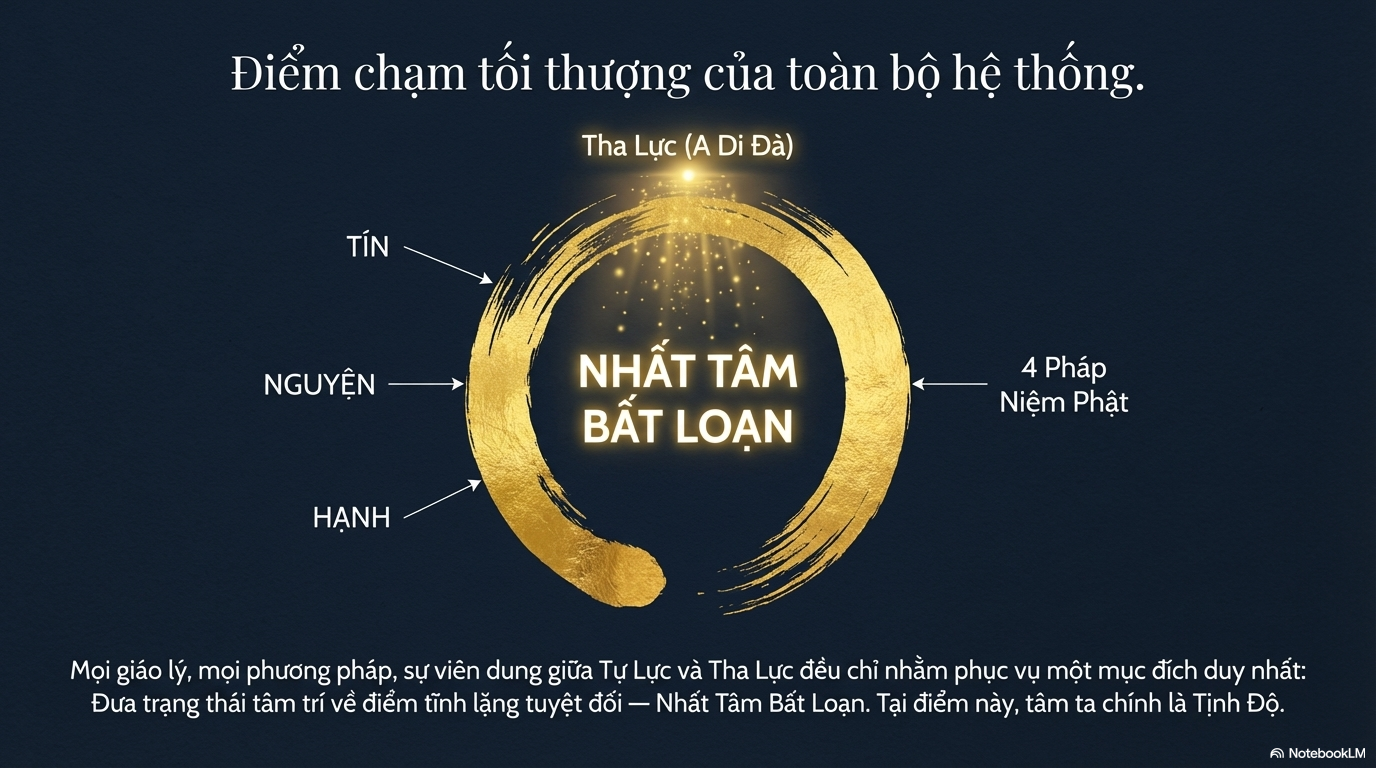 Điểm chạm tối thượng của toàn bộ hệ thống.
Tha Lực (A Di Đà)
TÍN
NGUYỆN
HẠNH
NHẤT TÂM
BẤT LOẠN
4 Pháp
Niệm Phật
Mọi giáo lý, mọi phương pháp, sự viên dung giữa Tự Lực và Tha Lực đều chỉ nhằm phục vụ một mục đích duy nhất:
Đưa trạng thái tâm trí về điểm tĩnh lặng tuyệt đối — Nhất Tâm Bất Loạn. Tại điểm này, tâm ta chính là Tịnh Độ.
NotebookLM